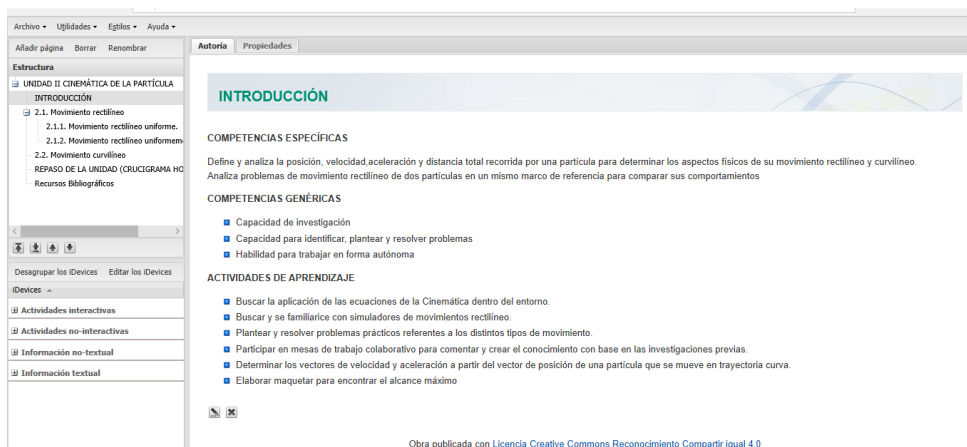 Archivo Utilidades Estilos Ayuda
Añadir página Borrar Renombrar
Estructura
UNIDAD II CINEMÁTICA DE LA PARTÍCULA
INTRODUCCIÓN
2.1. Movimiento rectilíneo
2.1.1. Movimiento rectilíneo uniforme.
2.1.2. Movimiento rectilíneo uniformem
2.2. Movimiento curvilíneo
REPASO DE LA UNIDAD (CRUCIGRAMA HO
Recursos Bibliográficos
Desagrupar los iDevices Editar los iDevices
iDevices
Actividades interactivas
Actividades no-interactivas
Información no-textual
Información textual
Autoría Propiedades
INTRODUCCIÓN
COMPETENCIAS ESPECÍFICAS
Define y analiza la posición, velocidad,aceleración y distancia total recorrida por una partícula para determinar los aspectos físicos de su movimiento rectilíneo y curvilíneo.
Analiza problemas de movimiento rectilíneo de dos partículas en un mismo marco de referencia para comparar sus comportamientos
COMPETENCIAS GENÉRICAS
Capacidad de investigación
Capacidad para identificar, plantear y resolver problemas
Habilidad para trabajar en forma autónoma
ACTIVIDADES DE APRENDIZAJE
Buscar la aplicación de las ecuaciones de la Cinemática dentro del entorno.
Buscar y se familiarice con simuladores de movimientos rectilíneo.
Plantear y resolver problemas prácticos referentes a los distintos tipos de movimiento.
Participar en mesas de trabajo colaborativo para comentar y crear el conocimiento con base en las investigaciones previas.
Determinar los vectores de velocidad y aceleración a partir del vector de posición de una partícula que se mueve en trayectoria curva.
Elaborar maquetar para encontrar el alcance máximo
Obra publicada con Licencia Creative Commons Reconocimiento Compartir igual 4.0